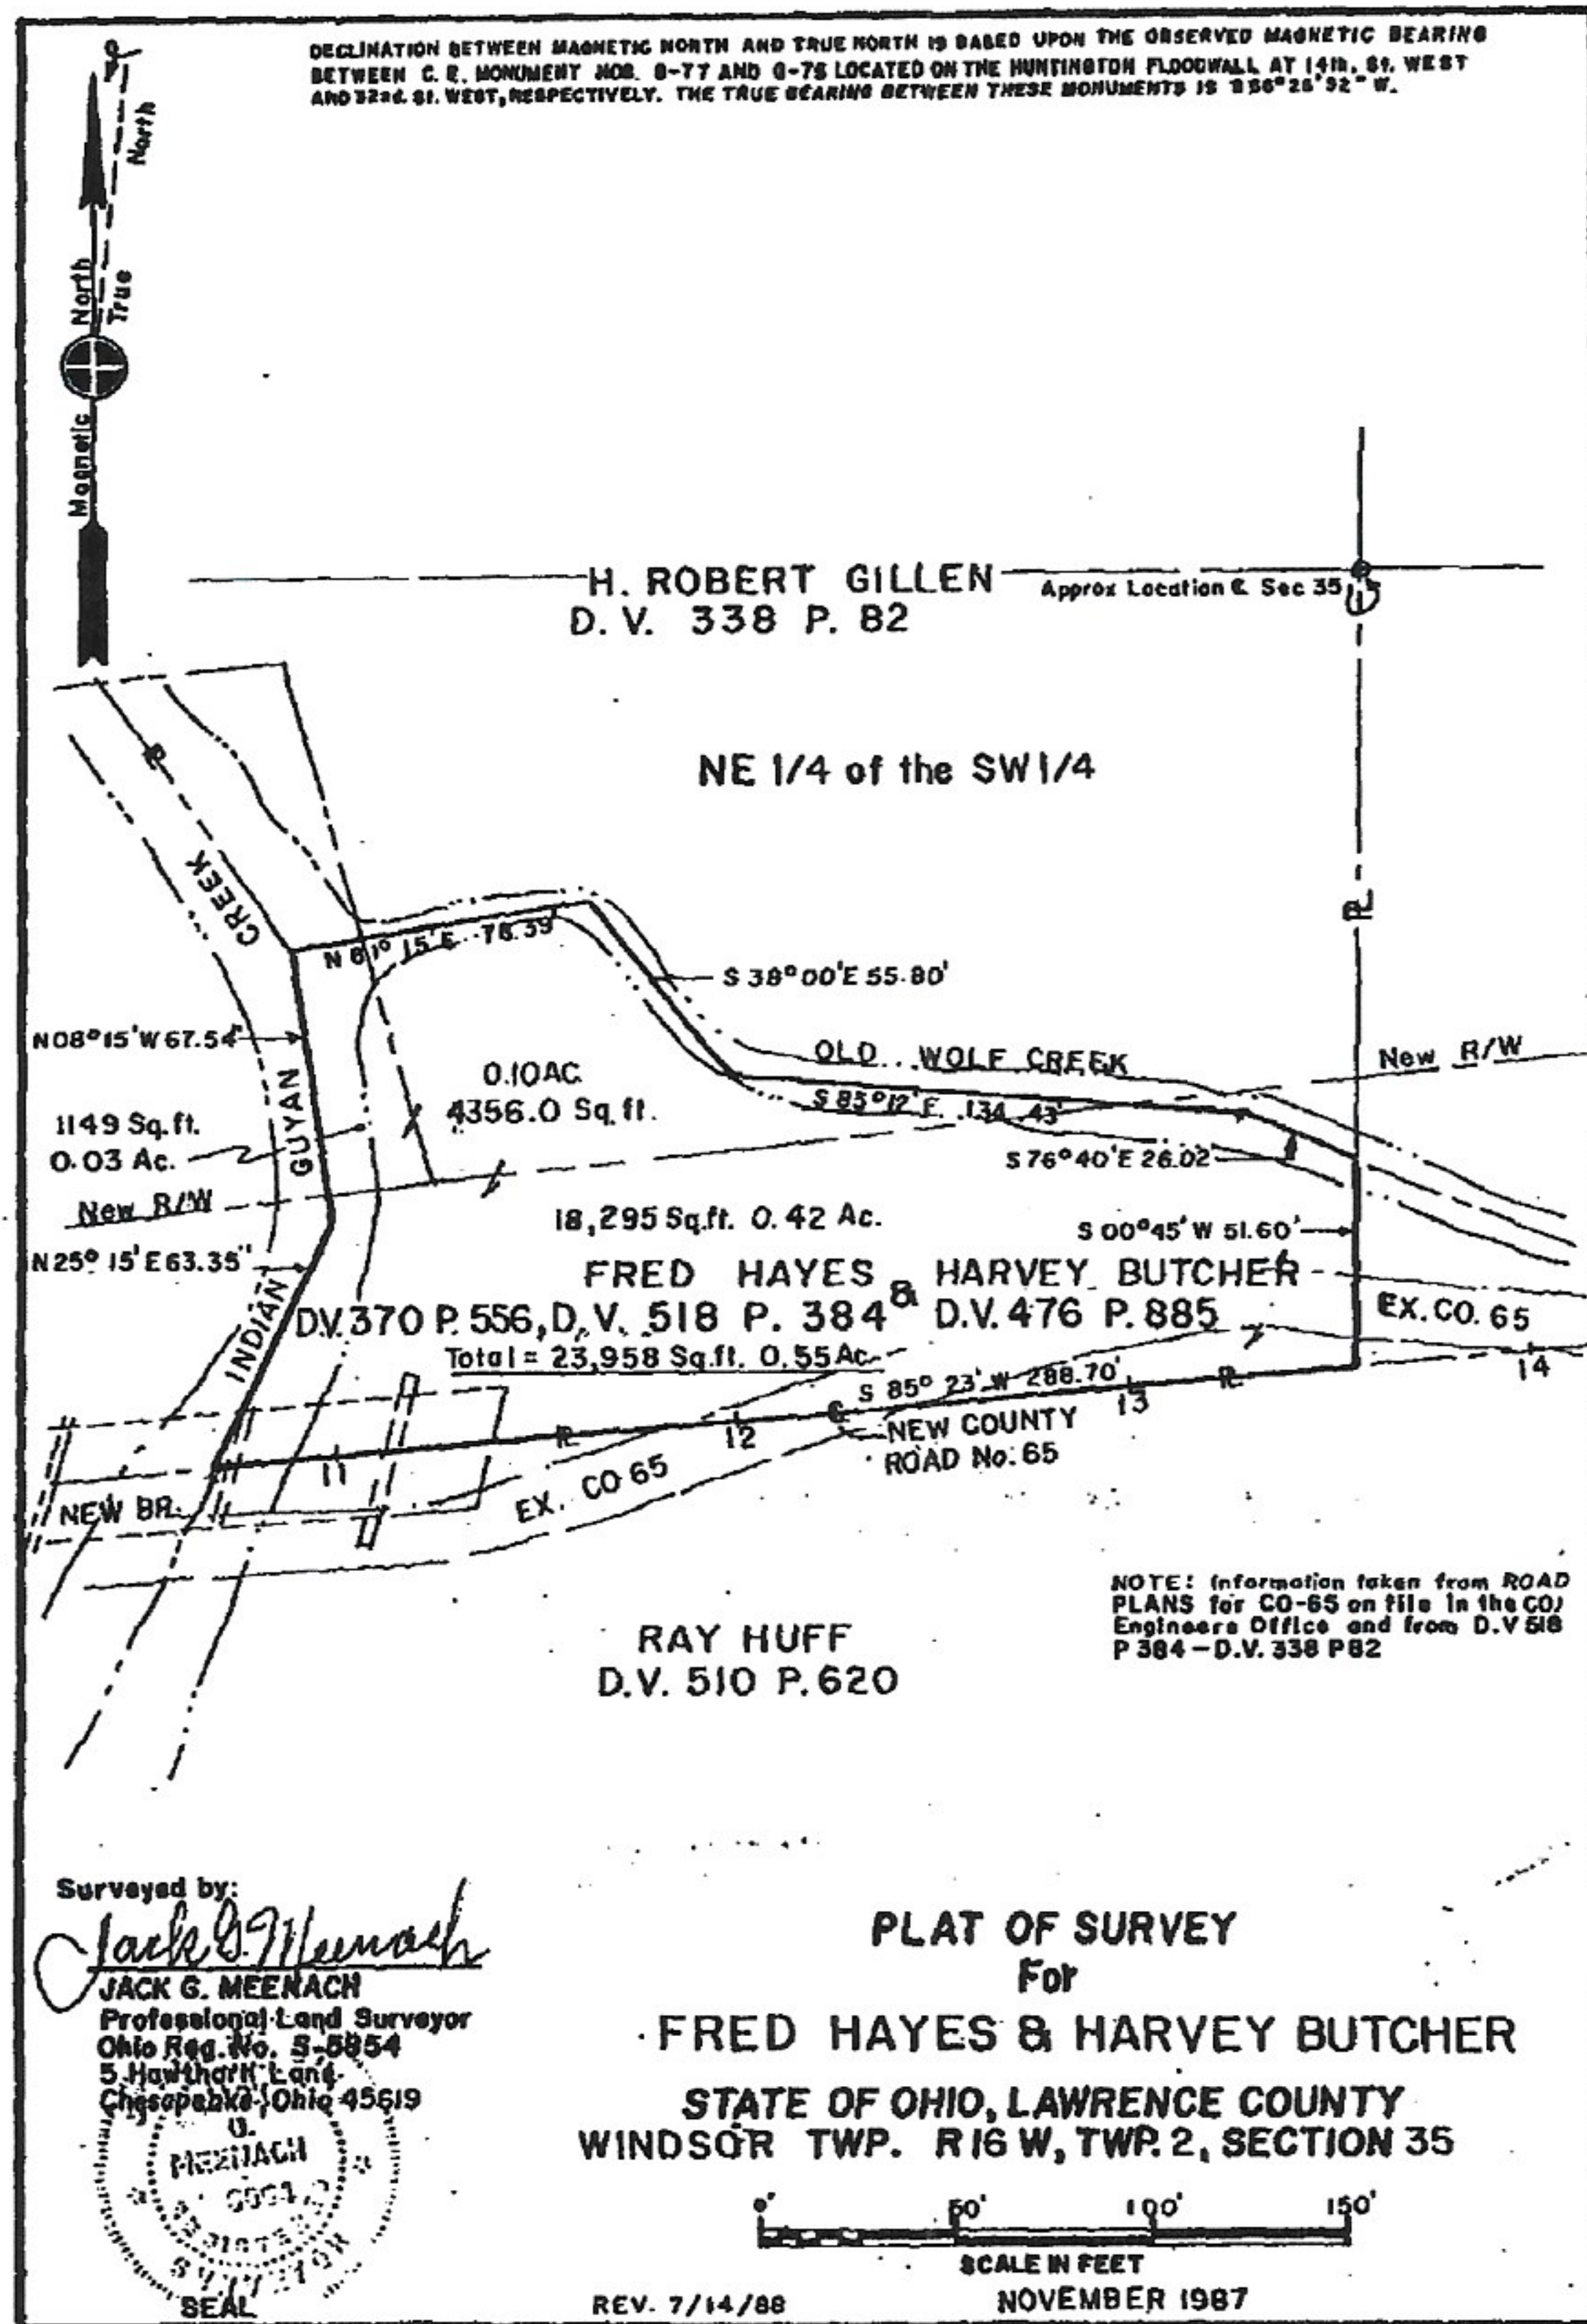 DECLINATION BETWEEN MAGNETIC NORTH AND TRUE NORTH IS BASED UPON THE OBSERVED MAGNETIC BEARING
BETWEEN C. E. MONUMENT NOS. AND LOCATED ON THE HUNTINGTON FLOODWALL AT 14th. St. WEST
AND 32nd. St. WEST, RESPECTIVELY. THE TRUE BEARING BETWEEN THESE MONUMENTS IS W.
North
True
North
Magnetic
H. ROBERT GILLEN
D. V. 338 P. 82
Approx Location ℄ Sec 35
NE 1/4 of the SW 1/4
℄
CREEK
N 81° 15' E 76.59
S 38°00'E 55.80'
N08°15'W 67.54'
GUYAN
0.10 AC.
4356.0 Sq.ft.
OLD WOLF CREEK
New R/W
1149 Sq.ft.
0.03 Ac.
S 85°12' E 134.43'
S 76°40'E 26.02
New R/W
18,295 Sq.ft. 0.42 Ac.
S 00°45' W 51.60'
N25° 15' E 63.35'
INDIAN
FRED HAYES & HARVEY BUTCHER
D.V. 370 P. 556, D.V. 518 P. 384 D.V. 476 P. 885
EX. CO. 65
Total = 23,958 Sq.ft. 0.55 Ac
S 85° 23' W 288.70'
11
12
13
14
NEW COUNTY
ROAD No. 65
EX. CO 65
NEW BR.
NOTE: Information taken from ROAD
PLANS for CO-65 on file in the CO.
Engineers Office and from D.V 518
P 384 - D.V. 338 P 82
RAY HUFF
D.V. 510 P. 620
Surveyed by:
Jack G. Meenach
JACK G. MEENACH
Professional Land Surveyor
Ohio Reg. No. S-5854
5 Hawthorn Lane
Chesapeake, Ohio 45619
G.
MEENACH
SEAL
PLAT OF SURVEY
For
FRED HAYES & HARVEY BUTCHER
STATE OF OHIO, LAWRENCE COUNTY
WINDSOR TWP. R 16 W, TWP. 2, SECTION 35
0' 50' 100' 150'
SCALE IN FEET
REV. 7/14/88
NOVEMBER 1987